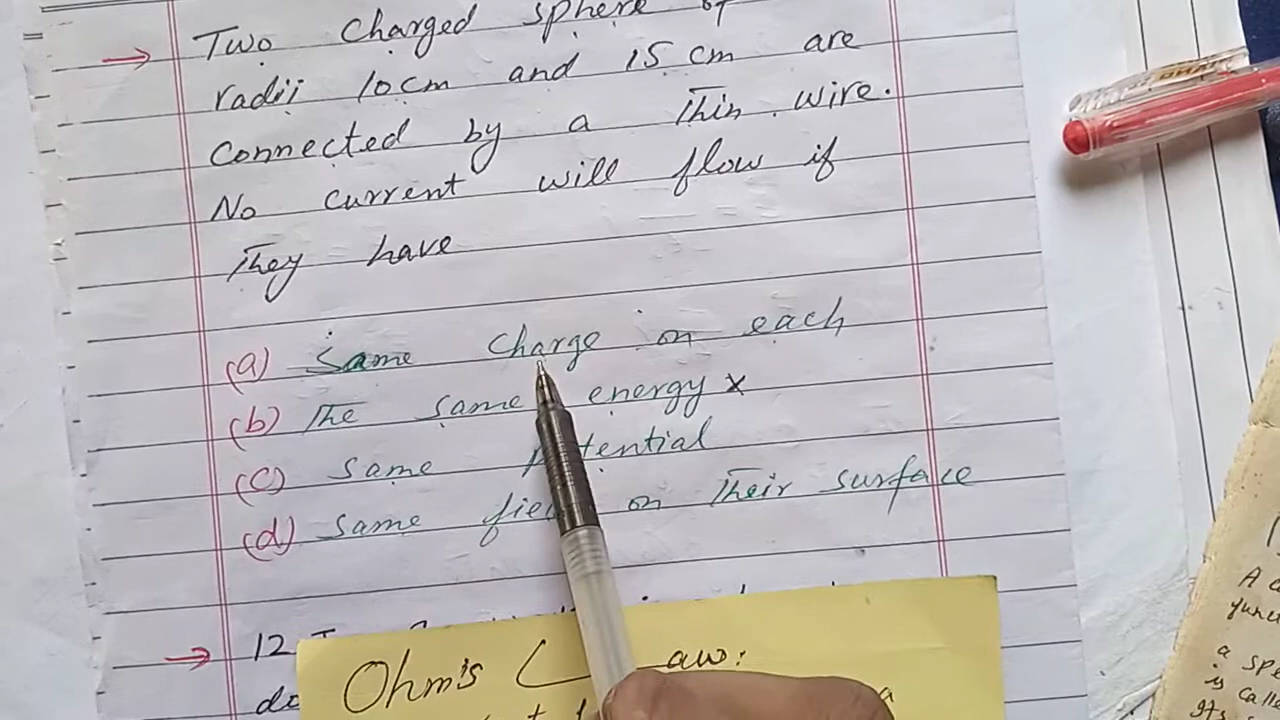 Two charged sphere of
radii 10cm and 15 cm are
connected by a thin wire.
No current will flow if
They have
(a) Same charge on each
(b) The same energy ×
(c) Same potential
(d) Same field on their surface
12
Ohm's Law:
a
A
a
is